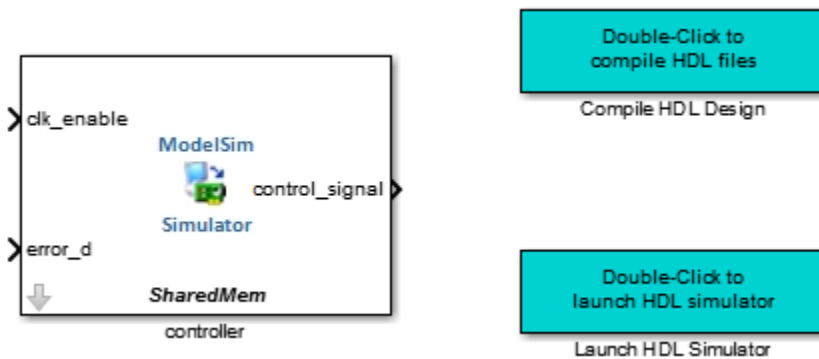 clk_enable
ModelSim
control_signal
Simulator
error_d
SharedMem
controller
Double-Click to
compile HDL files
Compile HDL Design
Double-Click to
launch HDL simulator
Launch HDL Simulator